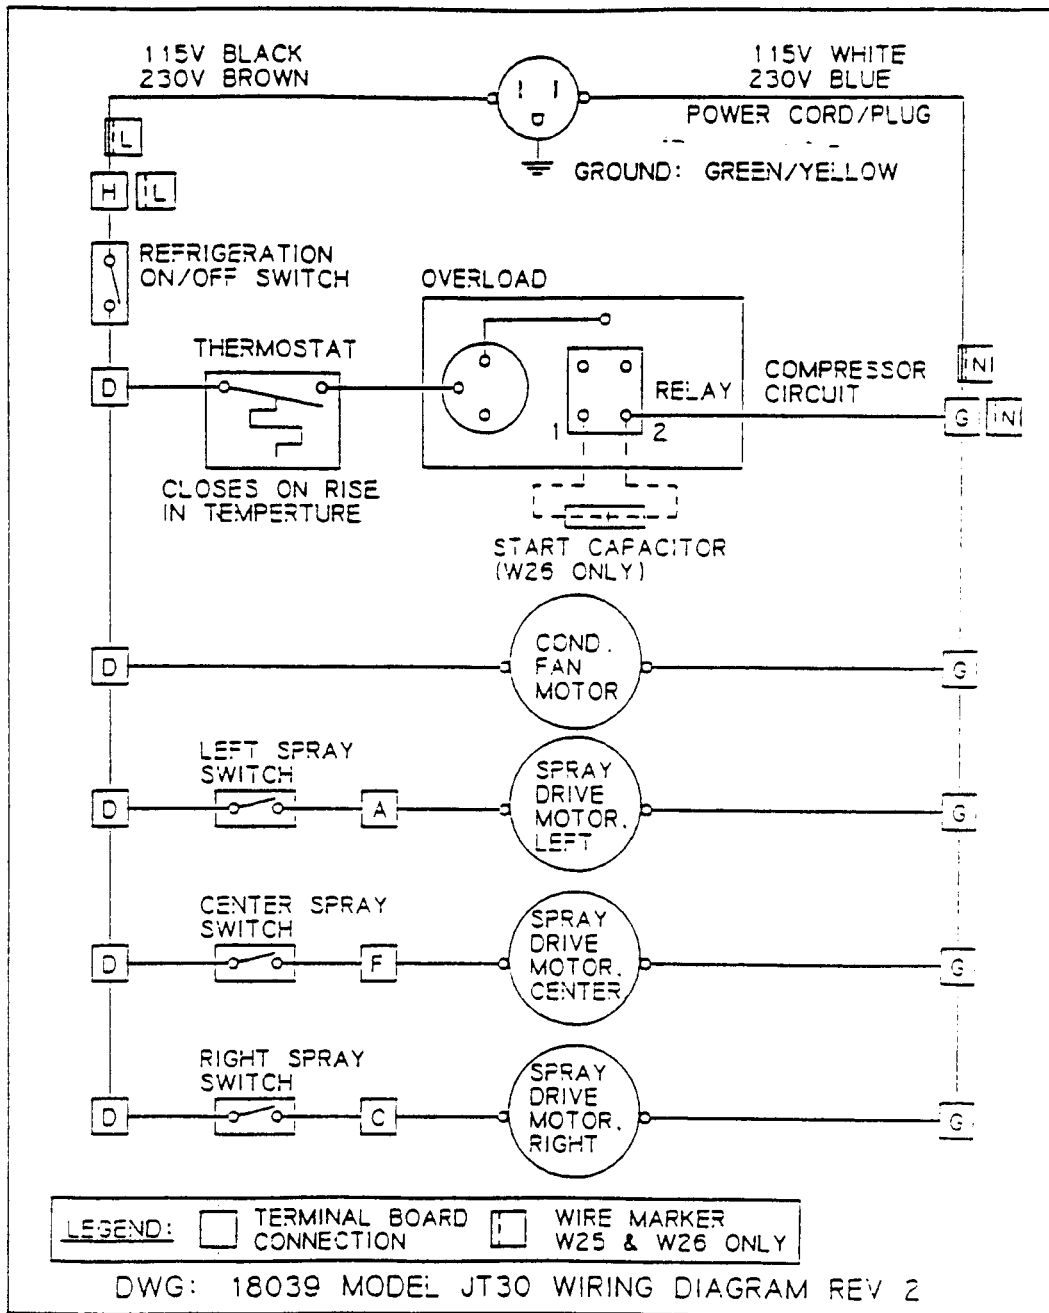 115V BLACK
230V BROWN
115V WHITE
230V BLUE
POWER CORD/PLUG
GROUND: GREEN/YELLOW
L
H
L
REFRIGERATION
ON/OFF SWITCH
OVERLOAD
THERMOSTAT
D
RELAY
1
2
COMPRESSOR
CIRCUIT
N
G
N
CLOSES ON RISE
IN TEMPERTURE
START CAPACITOR
(W26 ONLY)
D
COND.
FAN
MOTOR
G
LEFT SPRAY
SWITCH
D
A
SPRAY
DRIVE
MOTOR.
LEFT
G
CENTER SPRAY
SWITCH
D
F
SPRAY
DRIVE
MOTOR.
CENTER
G
RIGHT SPRAY
SWITCH
D
C
SPRAY
DRIVE
MOTOR.
RIGHT
G
LEGEND:
TERMINAL BOARD
CONNECTION
WIRE MARKER
W25 & W26 ONLY
DWG: 18039 MODEL JT30 WIRING DIAGRAM REV 2